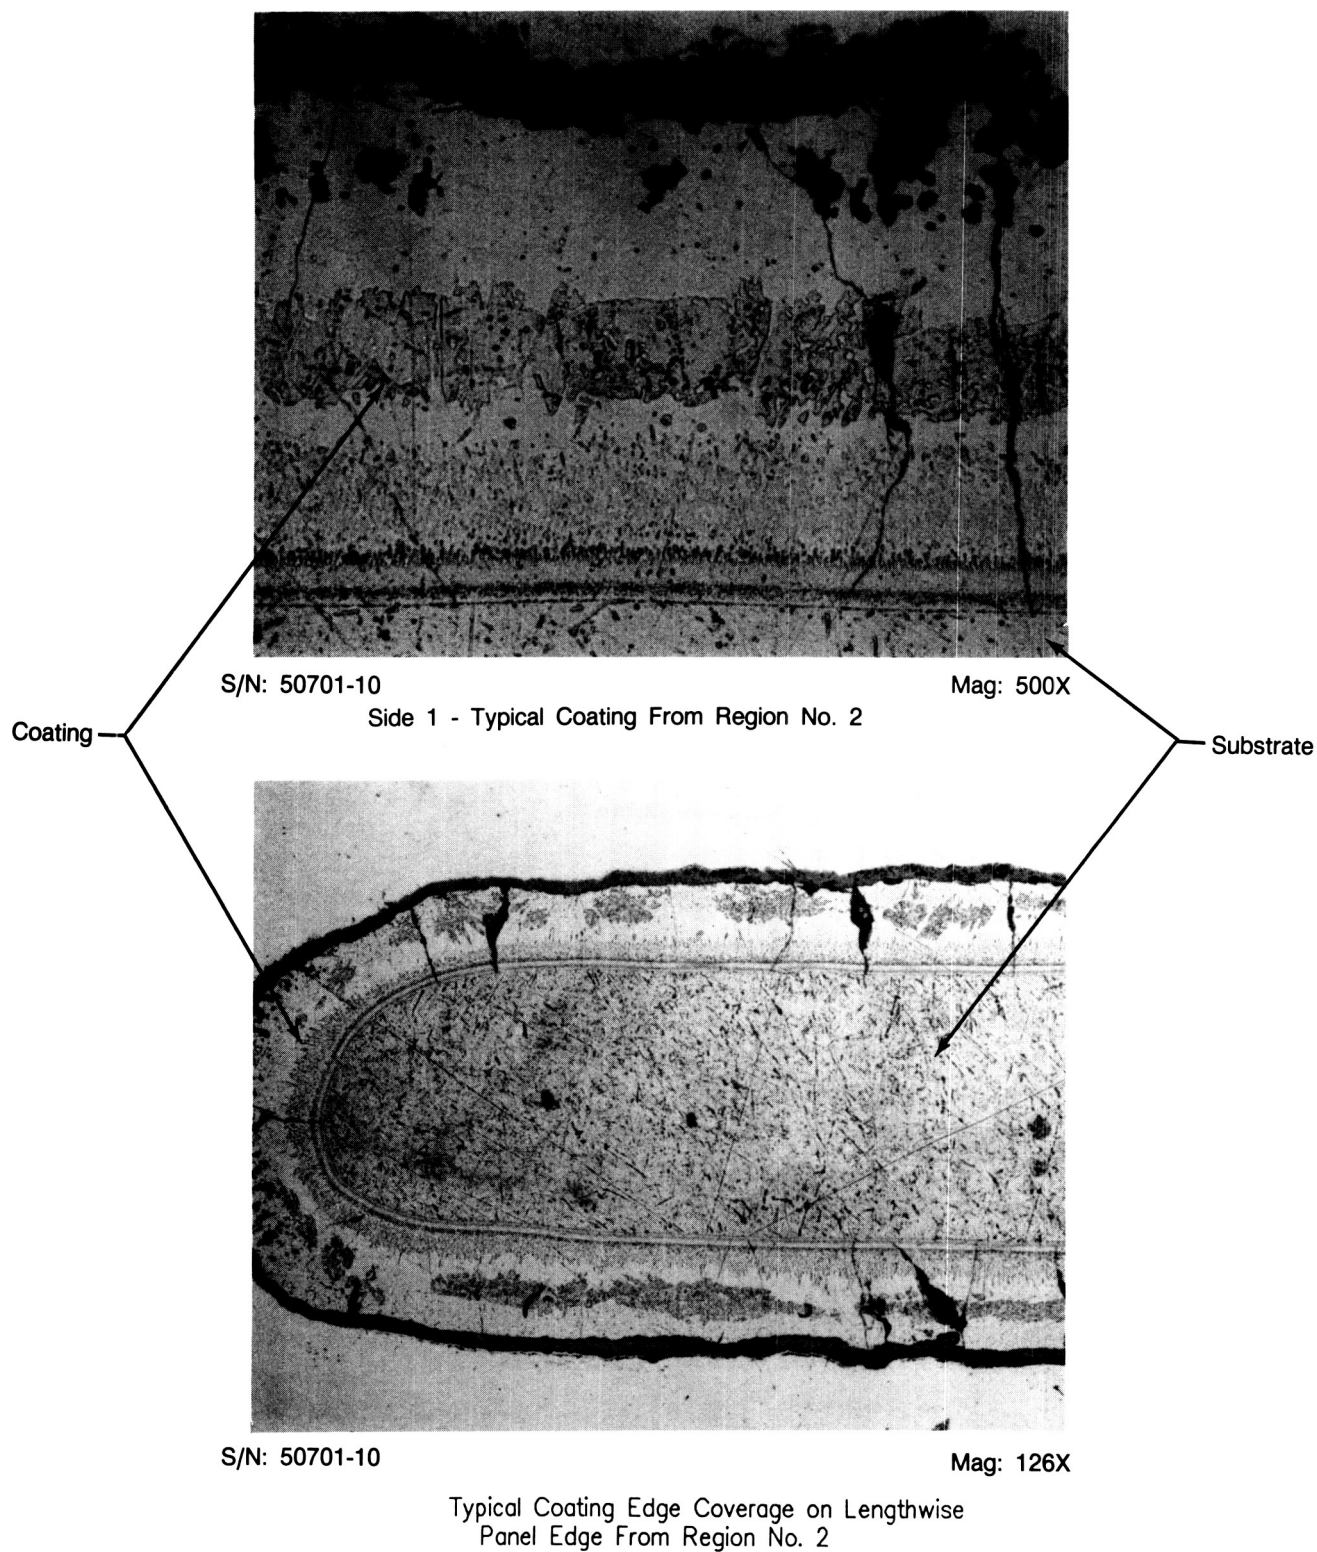 S/N: 50701-10
Mag: 500X
Side 1 - Typical Coating From Region No. 2
Coating
Substrate
S/N: 50701-10
Mag: 126X
Typical Coating Edge Coverage on Lengthwise
Panel Edge From Region No. 2